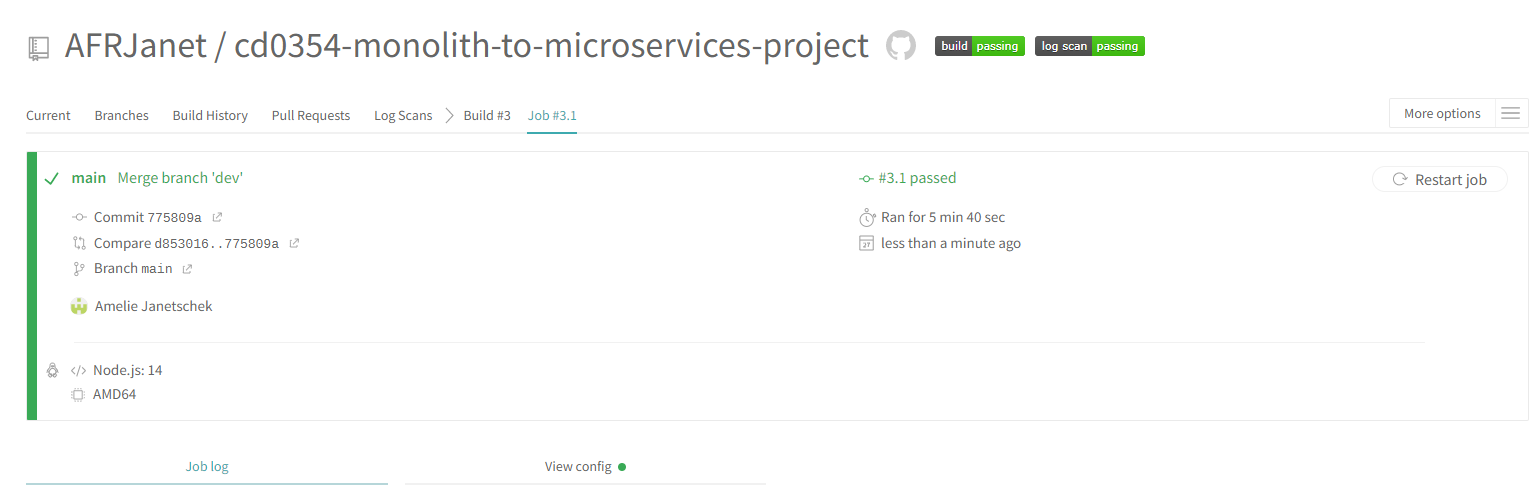 AFRJanet / cd0354-monolith-to-microservices-project build passing log scan passing
Current Branches Build History Pull Requests Log Scans Build #3 Job #3.1 More options
main Merge branch 'dev' #3.1 passed Restart job
Commit 775809a Ran for 5 min 40 sec
Compare d853016..775809a less than a minute ago
Branch main
Amelie Janetschek
</> Node.js: 14
AMD64
Job log View config